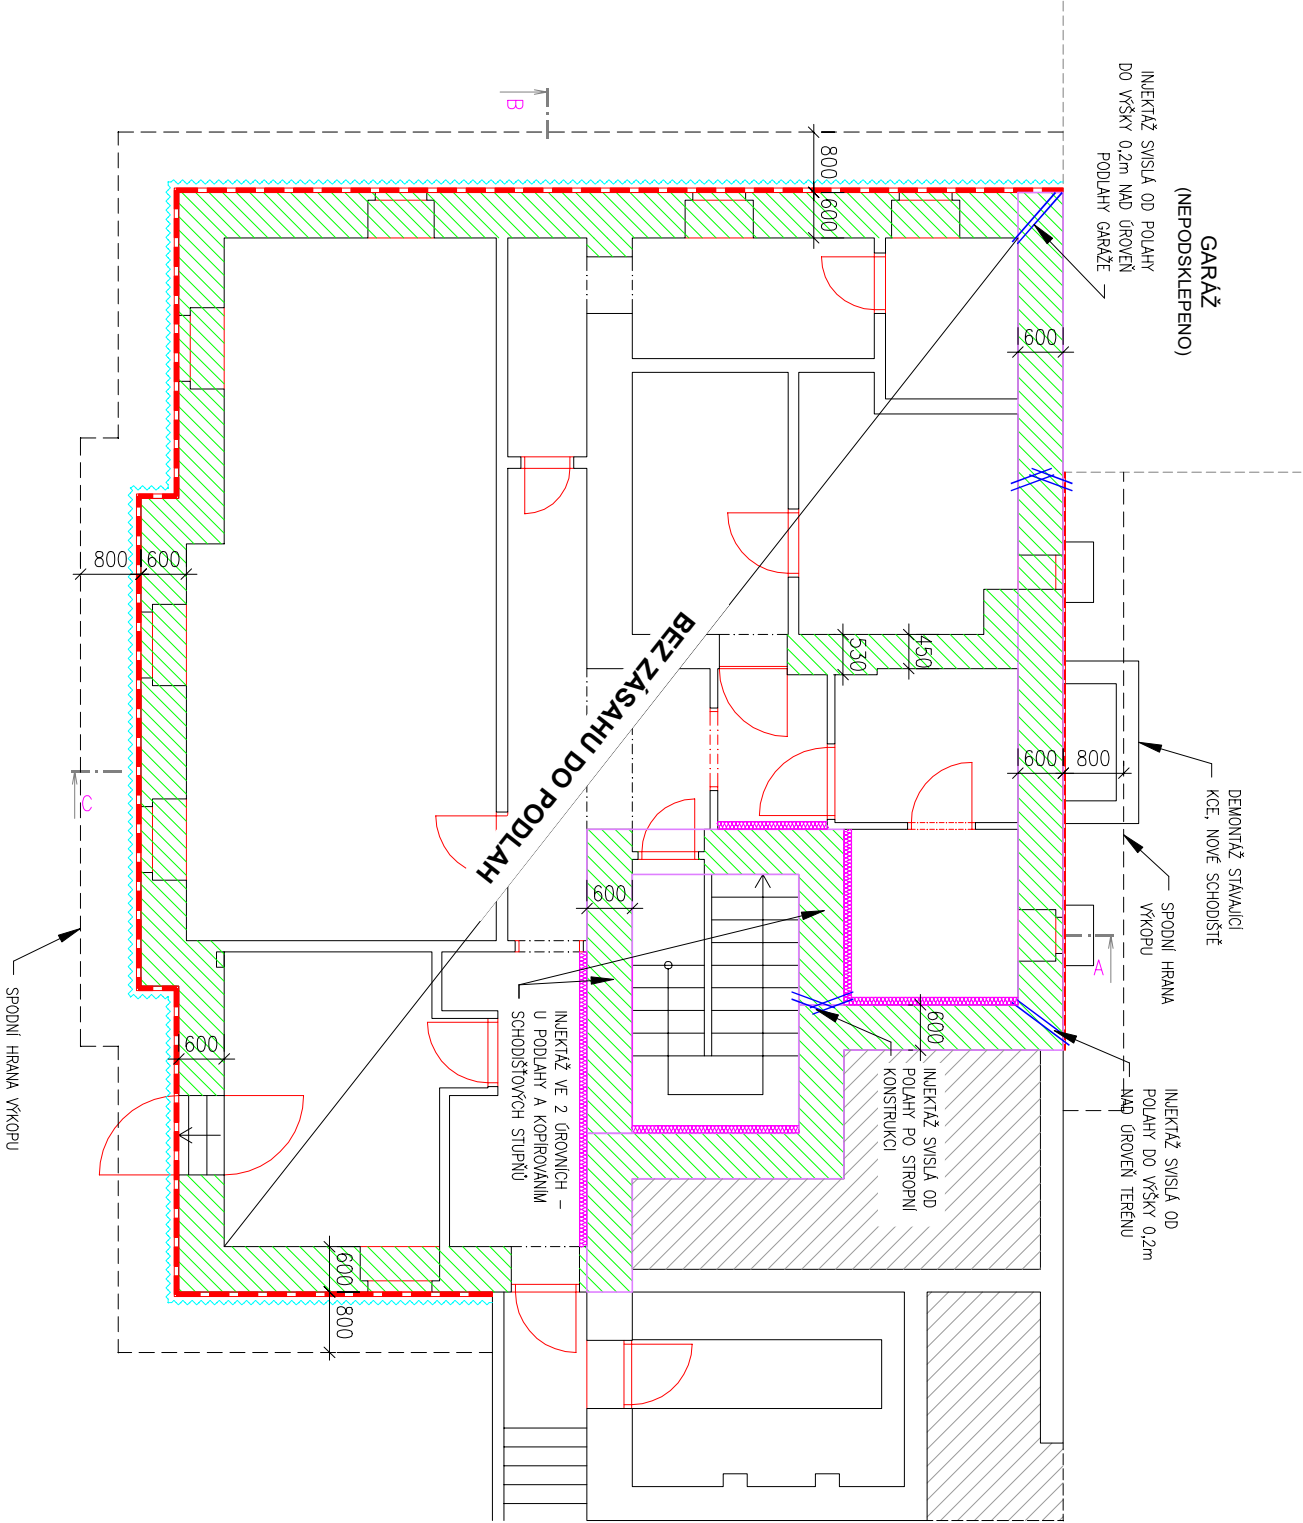 GARÁŽ
(NEPODSKLEPENO)
INJEKTÁŽ SVISLÁ OD POLAHY
DO VÝŠKY 0,2m NAD ÚROVEŇ
PODLAHY GARÁŽE
B
800
600
600
800
600
BEZ ZÁSAHU DO PODLAH
530
450
600
800
DEMONTÁŽ STÁVAJÍCÍ
KCE, NOVÉ SCHODIŠTĚ
SPODNÍ HRANA
VÝKOPU
A
C
600
600
600
INJEKTÁŽ VE 2 ÚROVNÍCH –
U PODLAHY A KOPÍROVÁNÍM
SCHODIŠŤOVÝCH STUPŇŮ
INJEKTÁŽ SVISLÁ OD
POLAHY PO STROPNÍ
KONSTRUKCI
INJEKTÁŽ SVISLÁ OD
POLAHY DO VÝŠKY 0,2m
NAD ÚROVEŇ TERÉNU
600
800
SPODNÍ HRANA VÝKOPU